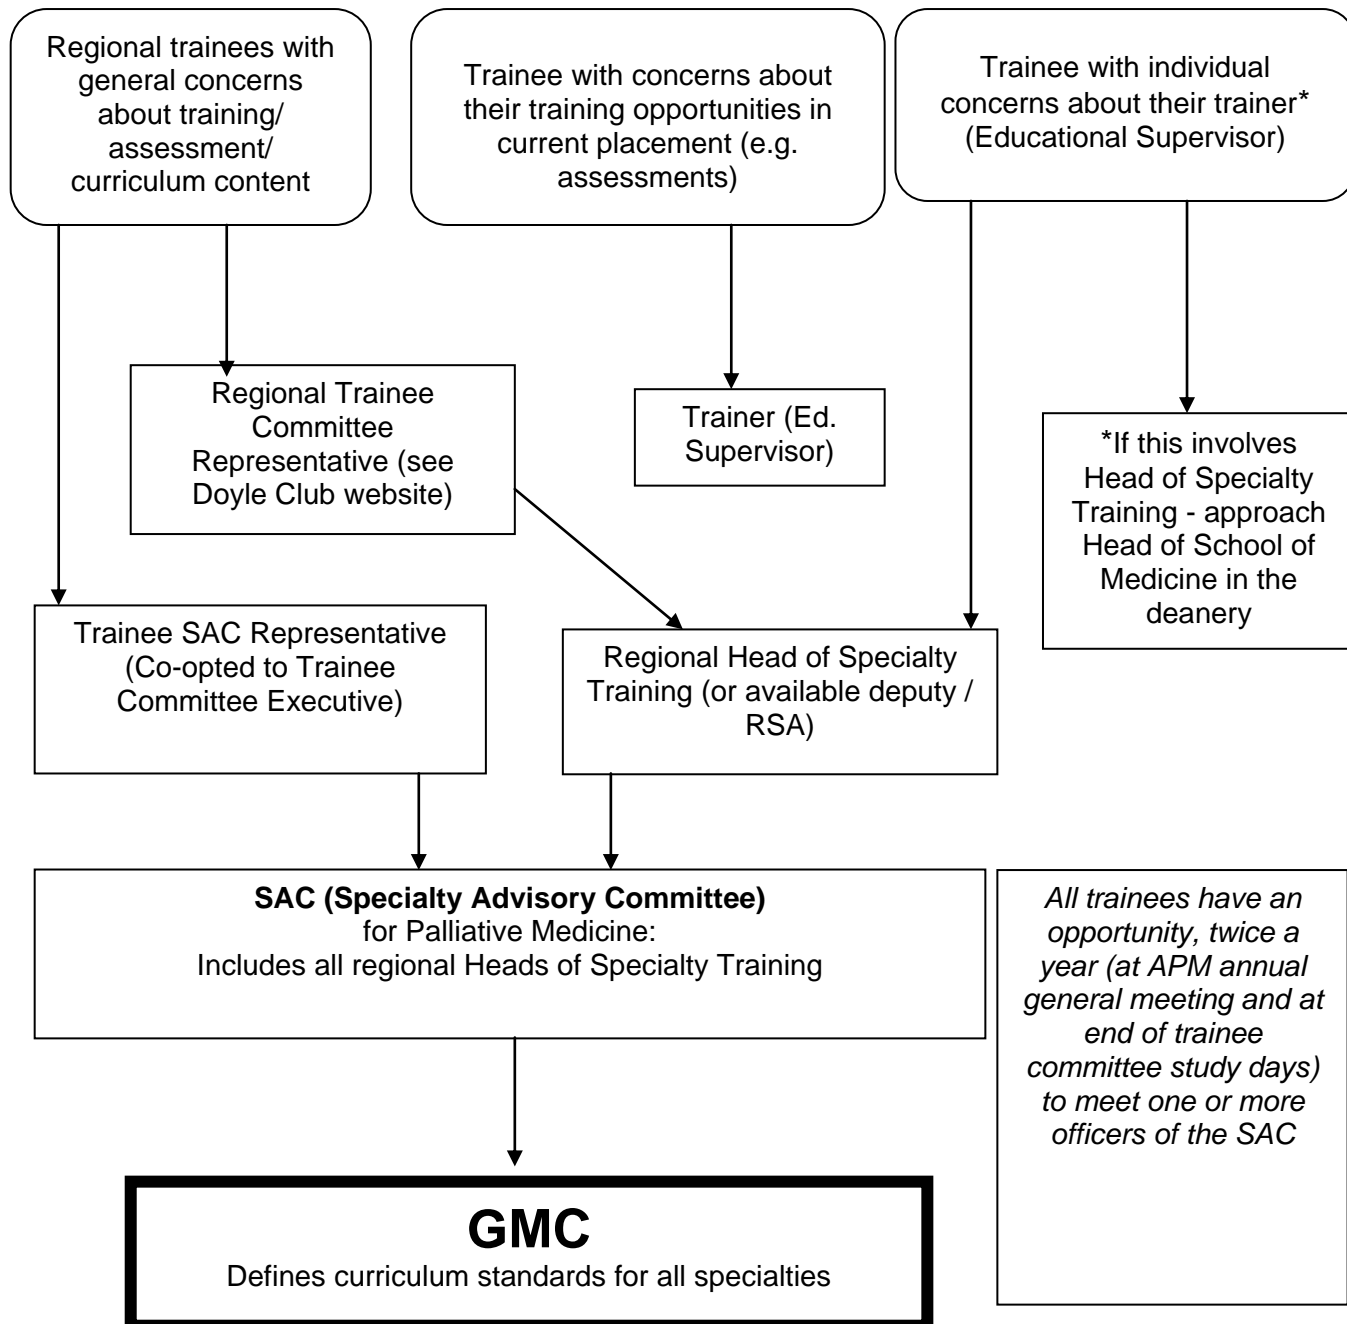 Regional trainees with
general concerns
about training/
assessment/
curriculum content
Trainee with concerns about
their training opportunities in
current placement (e.g.
assessments)
Trainee with individual
concerns about their trainer*
(Educational Supervisor)
Regional Trainee
Committee
Representative (see
Doyle Club website)
Trainer (Ed.
Supervisor)
*If this involves
Head of Specialty
Training - approach
Head of School of
Medicine in the
deanery
Trainee SAC Representative
(Co-opted to Trainee
Committee Executive)
Regional Head of Specialty
Training (or available deputy /
RSA)
SAC (Specialty Advisory Committee)
for Palliative Medicine:
Includes all regional Heads of Specialty Training
All trainees have an
opportunity, twice a
year (at APM annual
general meeting and at
end of trainee
committee study days)
to meet one or more
officers of the SAC
GMC
Defines curriculum standards for all specialties